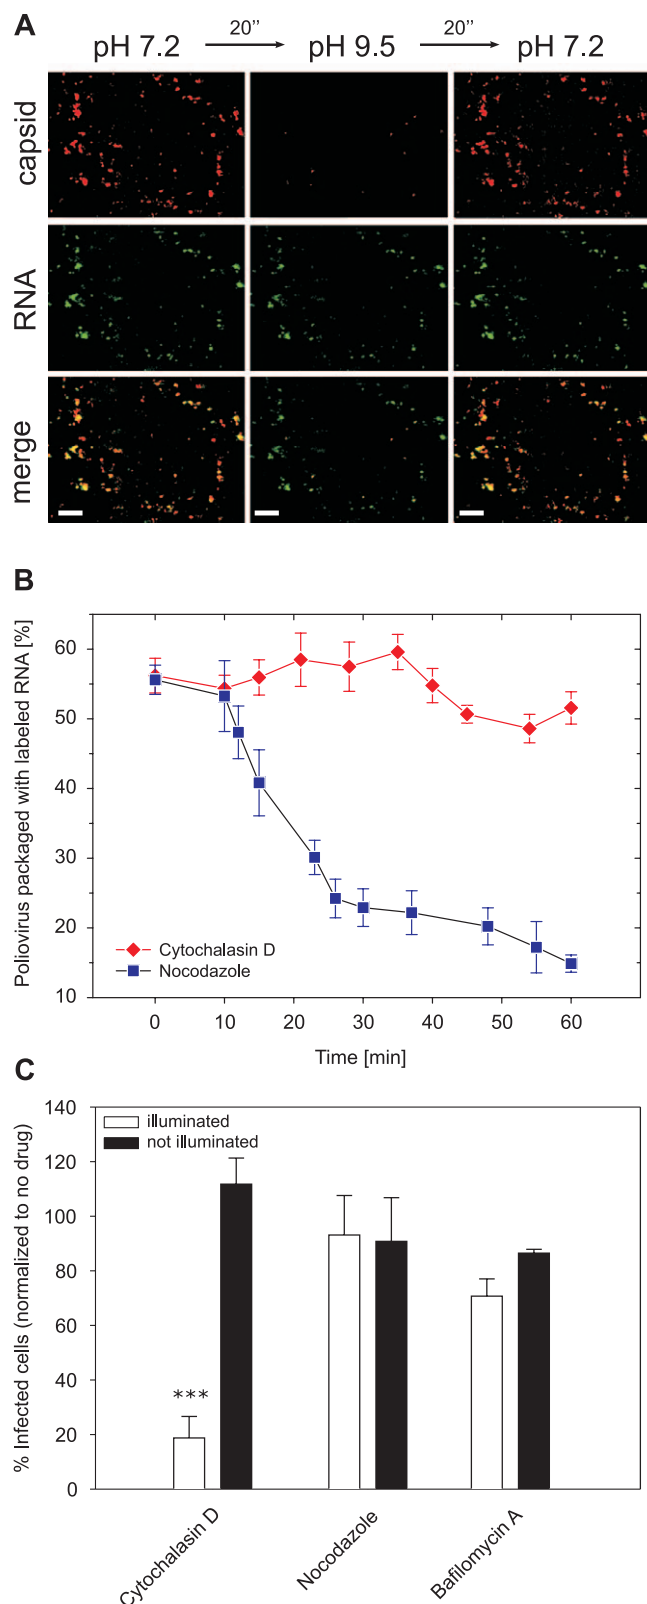 A
pH 7.2 20’’ pH 9.5 20’’ pH 7.2
capsid
RNA
merge
B
Poliovirus packaged with labeled RNA [%]
60
50
40
30
20
10
Cytochalasin D
Nocodazole
0 10 20 30 40 50 60
Time [min]
C
% Infected cells (normalized to no drug)
140
120
100
80
60
40
20
0
illuminated
not illuminated
***
Cytochalasin D
Nocodazole
Bafilomycin A